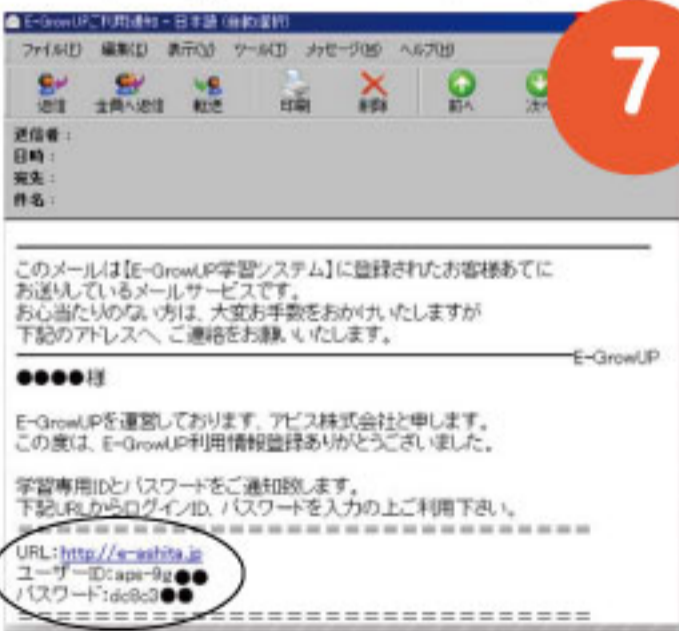 E-GrowUPご利用通知 - 日本語 (自動選択)
ファイル(F) 編集(E) 表示(V) ツール(T) メッセージ(M) ヘルプ(H)
返信 全員へ返信 転送 印刷 削除 前へ 次へ
7
送信者：
日時：
宛先：
件名：
このメールは【E-GrowUP学習システム】に登録されたお客様あてに
お送りしているメールサービスです。
お心当たりのない方は、大変お手数をおかけいたしますが
下記のアドレスへ、ご連絡をお願いいたします。
E-GrowUP
●●●●様
E-GrowUPを運営しております、アビス株式会社と申します。
この度は、E-GrowUP利用情報登録ありがとうございました。
学習専用IDとパスワードをご通知致します。
下記URLからログインID、パスワードを入力の上ご利用下さい。
URL:http://e-ashita.jp
ユーザーID:aps-9g●●
パスワード:dc8c3●●